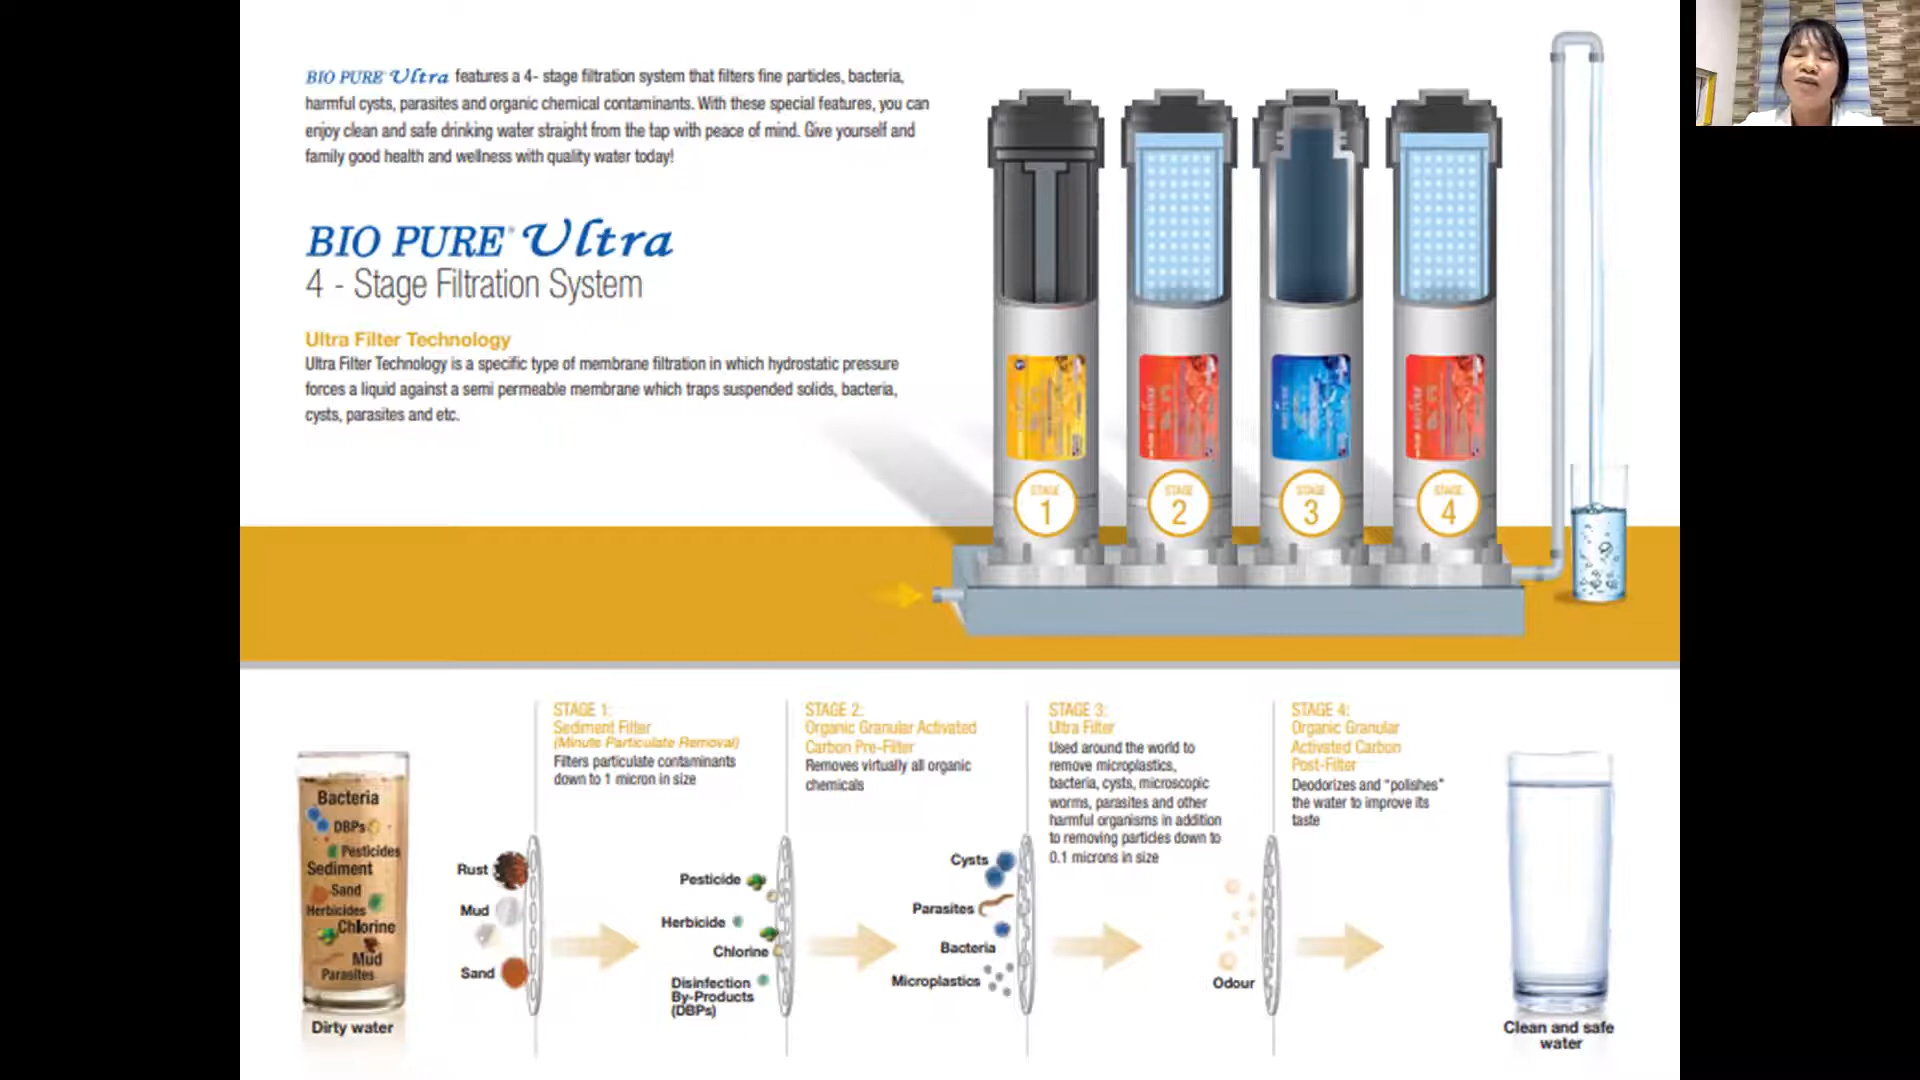 BIO PURE Ultra features a 4- stage filtration system that filters fine particles, bacteria,
harmful cysts, parasites and organic chemical contaminants. With these special features, you can
enjoy clean and safe drinking water straight from the tap with peace of mind. Give yourself and
family good health and wellness with quality water today!
BIO PURE® Ultra
4 - Stage Filtration System
Ultra Filter Technology
Ultra Filter Technology is a specific type of membrane filtration in which hydrostatic pressure
forces a liquid against a semi permeable membrane which traps suspended solids, bacteria,
cysts, parasites and etc.
STAGE
1
STAGE
2
STAGE
3
STAGE
4
STAGE 1:
Sediment Filter
(Minute Particulate Removal)
Filters particulate contaminants
down to 1 micron in size
STAGE 2:
Organic Granular Activated
Carbon Pre-Filter
Removes virtually all organic
chemicals
STAGE 3:
Ultra Filter
Used around the world to
remove microplastics,
bacteria, cysts, microscopic
worms, parasites and other
harmful organisms in addition
to removing particles down to
0.1 microns in size
STAGE 4:
Organic Granular
Activated Carbon
Post-Filter
Deodorizes and "polishes"
the water to improve its
taste
Bacteria
DBPs
Pesticides
Sediment
Sand
Herbicides
Chlorine
Mud
Parasites
Dirty water
Rust
Mud
Sand
Pesticide
Herbicide
Chlorine
Disinfection
By-Products
(DBPs)
Cysts
Parasites
Bacteria
Microplastics
Odour
Clean and safe
water